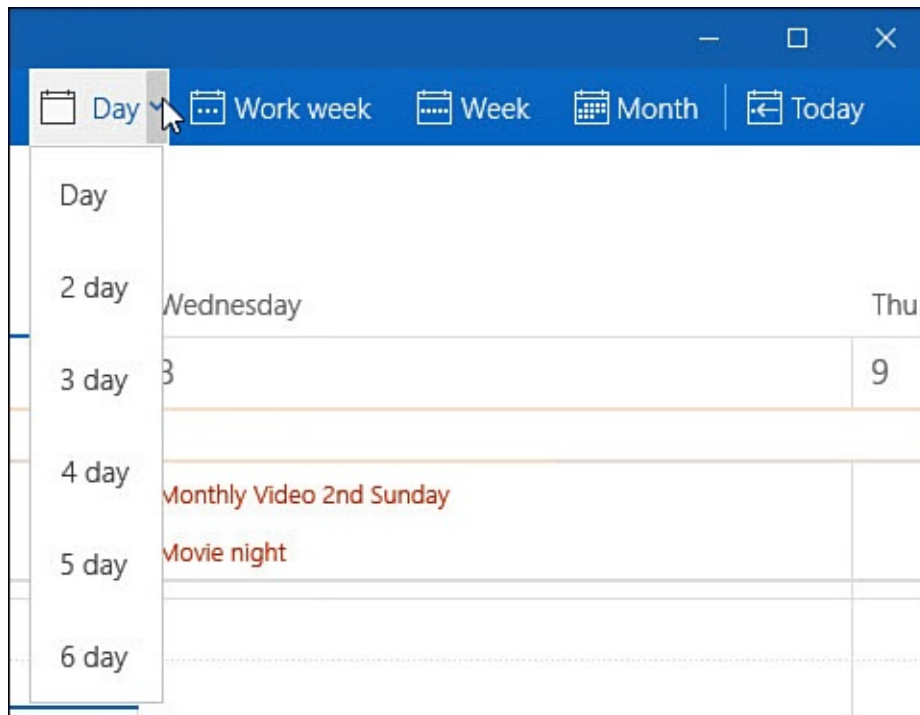 Day Work week Week Month Today
Day
2 day
Wednesday Thu
3 day
9
4 day
Monthly Video 2nd Sunday
Movie night
5 day
6 day